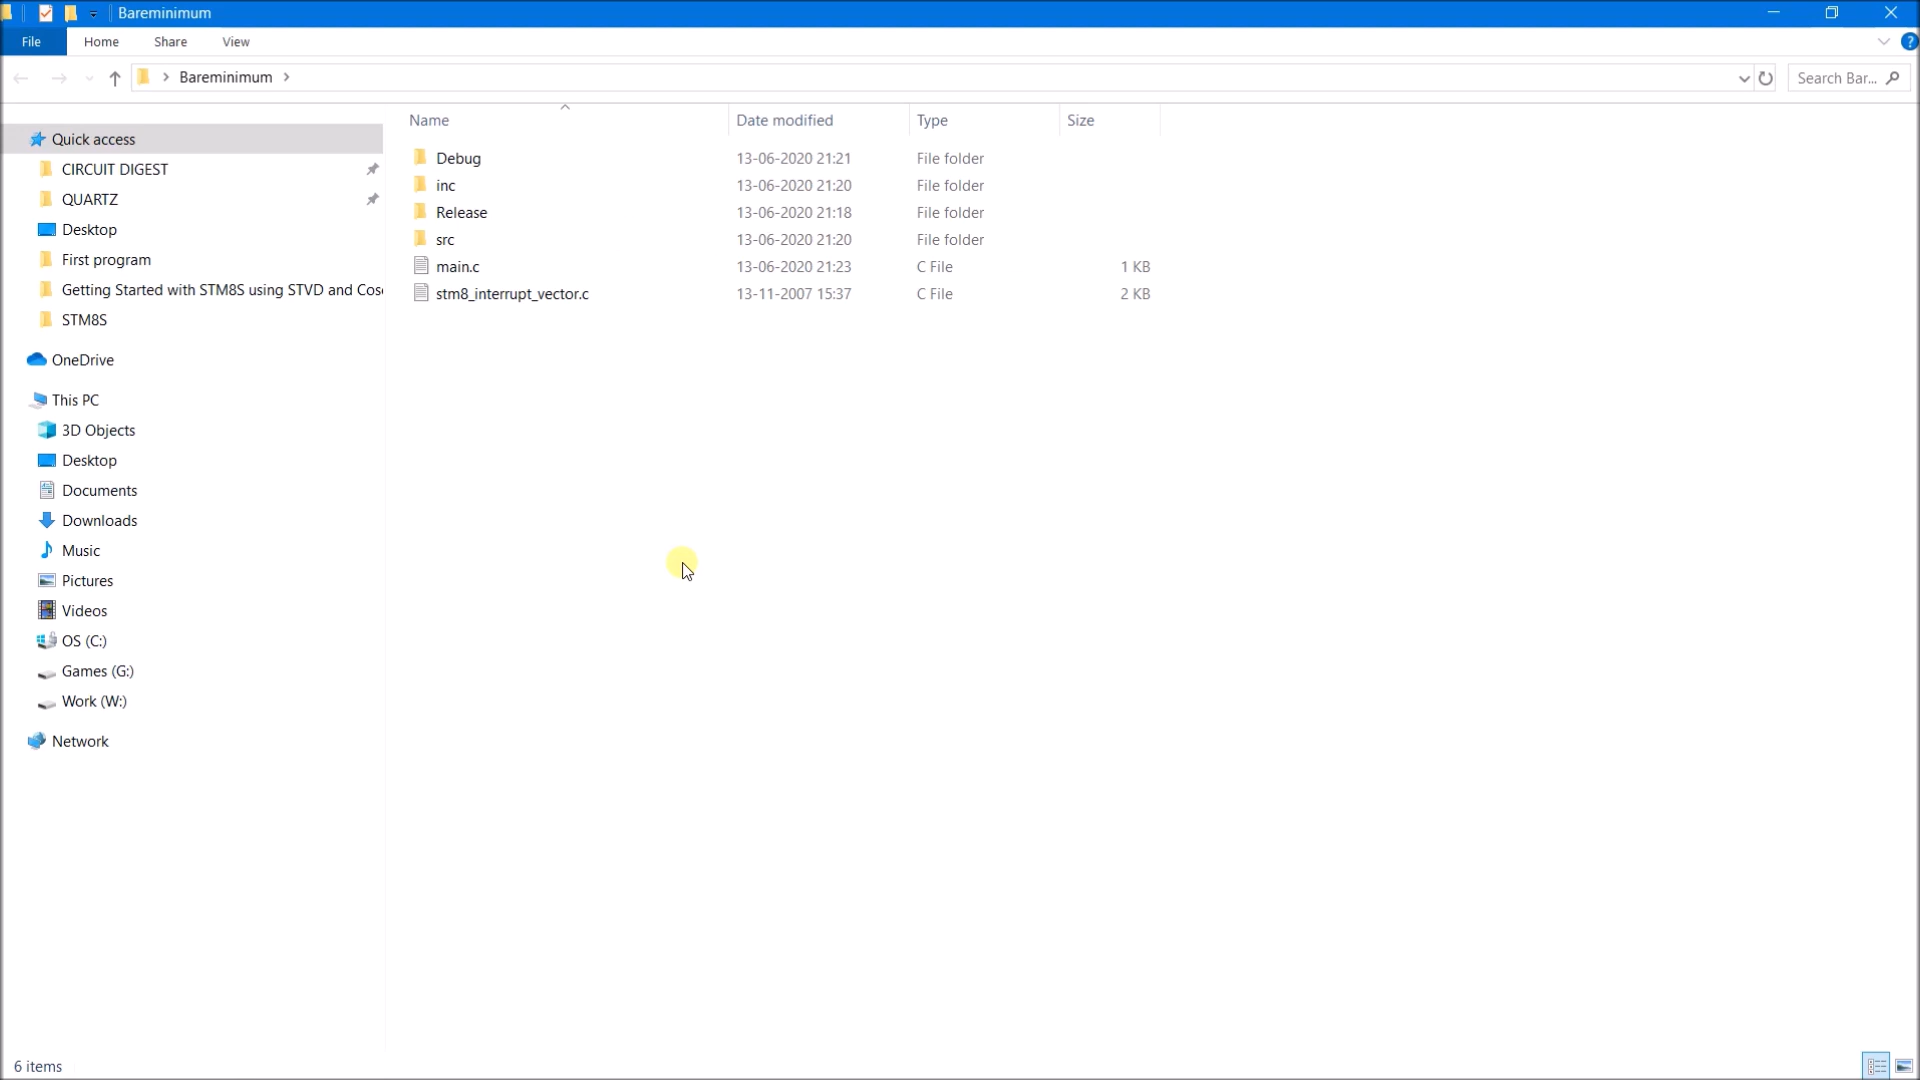 Bareminimum
File Home Share View
?
Bareminimum
Search Bar...
Name Date modified Type Size
Quick access
CIRCUIT DIGEST
QUARTZ
Desktop
First program
Getting Started with STM8S using STVD and Cos
STM8S
OneDrive
This PC
3D Objects
Desktop
Documents
Downloads
Music
Pictures
Videos
OS (C:)
Games (G:)
Work (W:)
Network
Debug 13-06-2020 21:21 File folder
inc 13-06-2020 21:20 File folder
Release 13-06-2020 21:18 File folder
src 13-06-2020 21:20 File folder
main.c 13-06-2020 21:23 C File 1 KB
stm8_interrupt_vector.c 13-11-2007 15:37 C File 2 KB
6 items